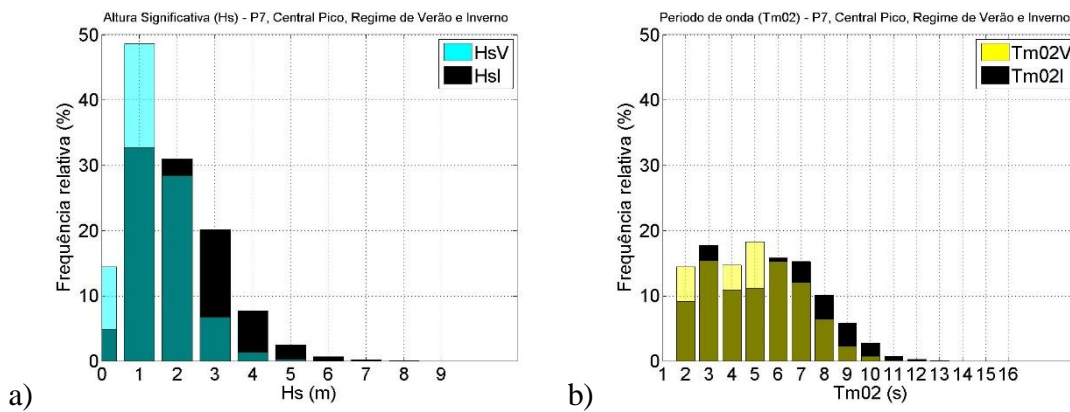 Altura Significativa (Hs) - P7, Central Pico, Regime de Verão e Inverno
50
40
30
20
10
0
Frequência relativa (%)
HsV
HsI
0 1 2 3 4 5 6 7 8 9
Hs (m)
a)
Periodo de onda (Tm02) - P7, Central Pico, Regime de Verão e Inverno
50
40
30
20
10
0
Frequência relativa (%)
Tm02V
Tm02I
1 2 3 4 5 6 7 8 9 10 11 12 13 14 15 16
Tm02 (s)
b)